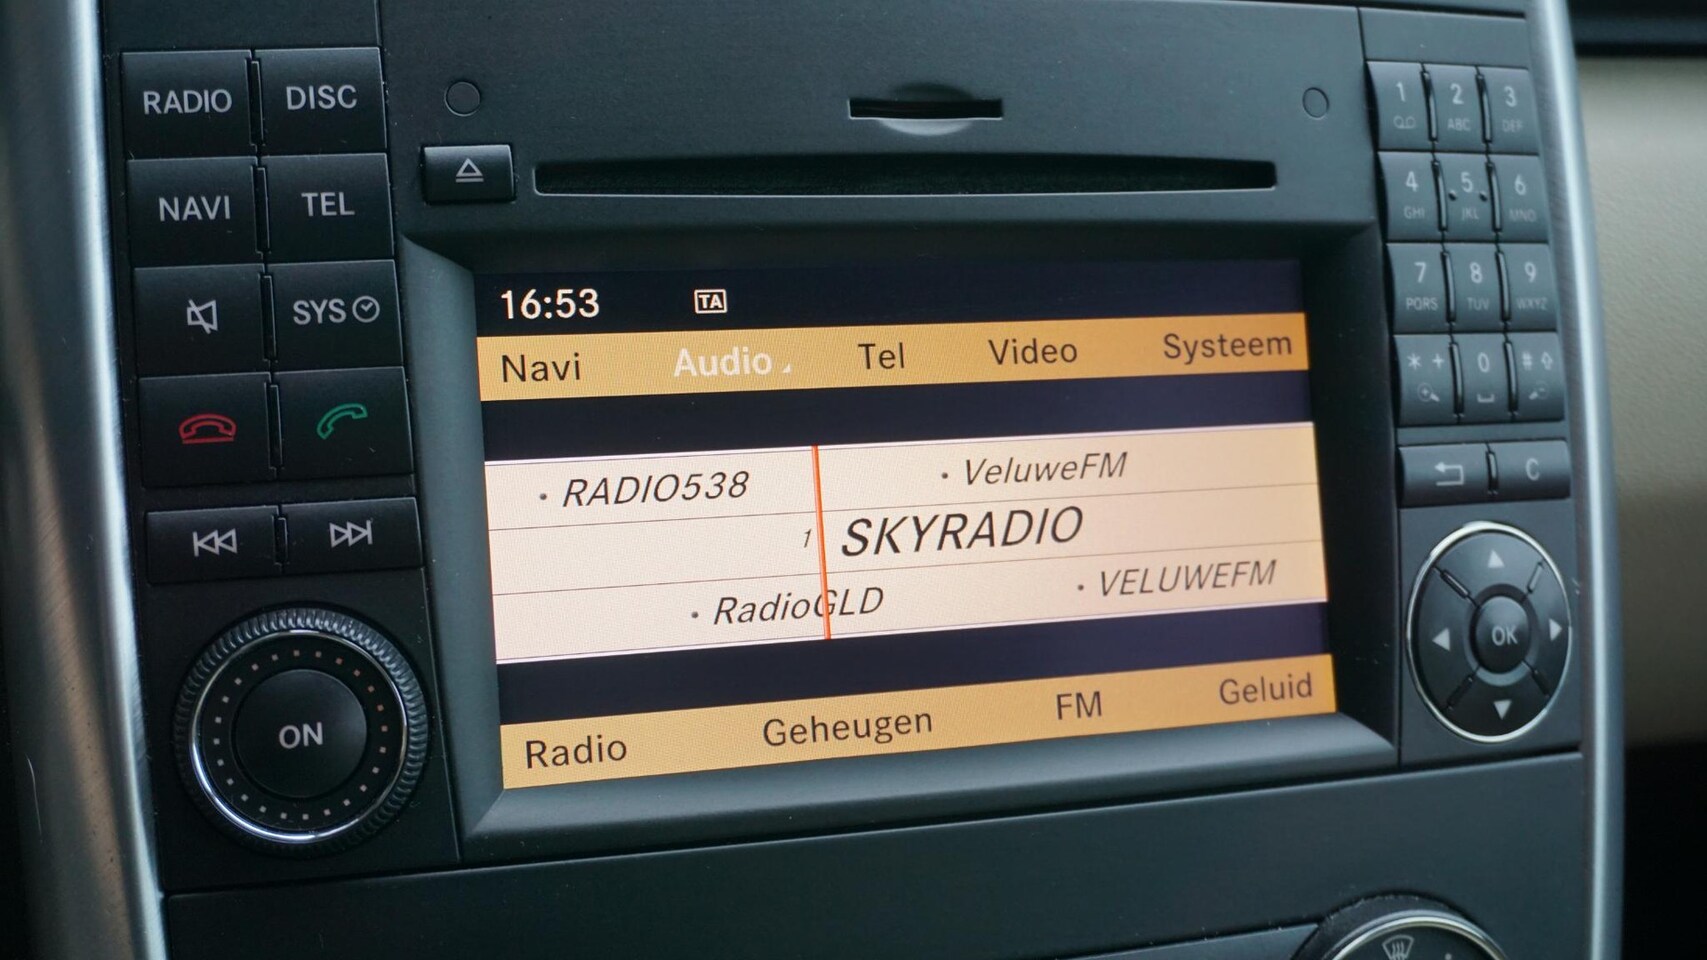 RADIO DISC
NAVI TEL
SYS
ON
16:53 TA
Navi Audio Tel Video Systeem
· RADIO538 · VeluweFM
1 SKYRADIO
· RadioGLD · VELUWEFM
Radio Geheugen FM Geluid
1 2 3
ABC DEF
4 5 6
GHI JKL MNO
7 8 9
PQRS TUV WXYZ
* + 0 #
C
OK